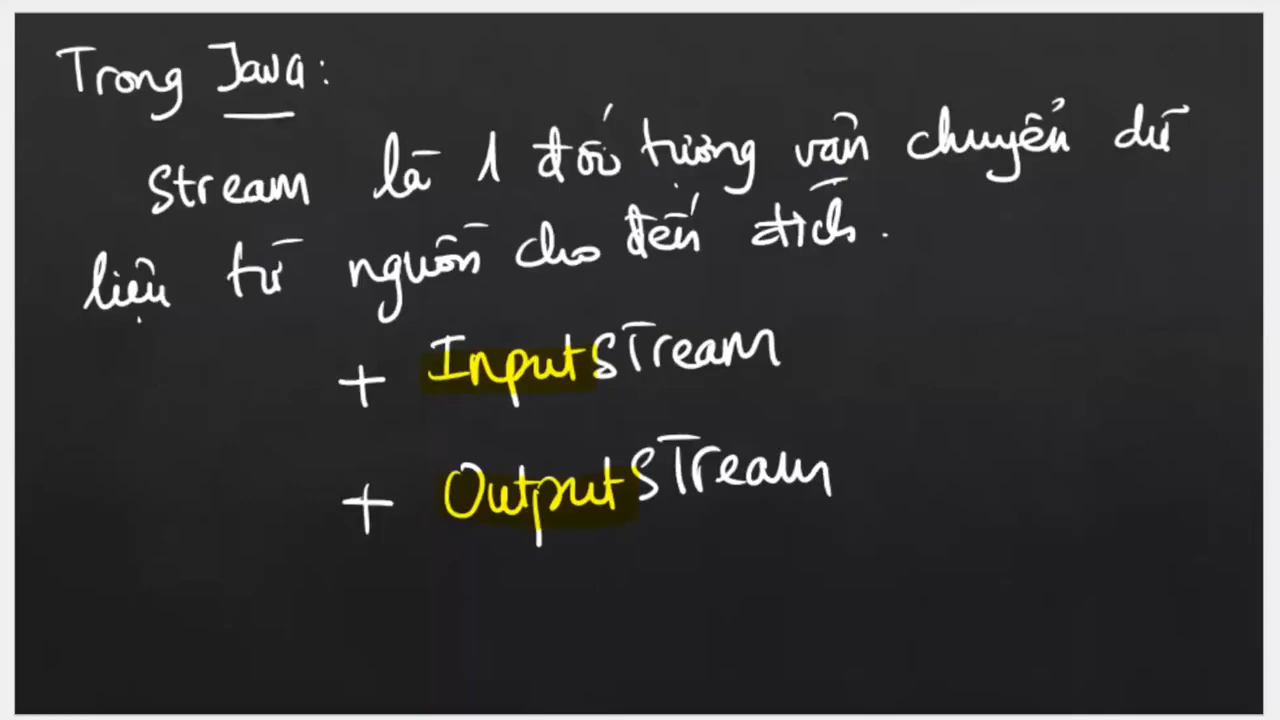 Trong Java:
Stream là 1 đối tượng vận chuyển dữ
liệu từ nguồn cho đến đích.
+ InputStream
+ OutputStream